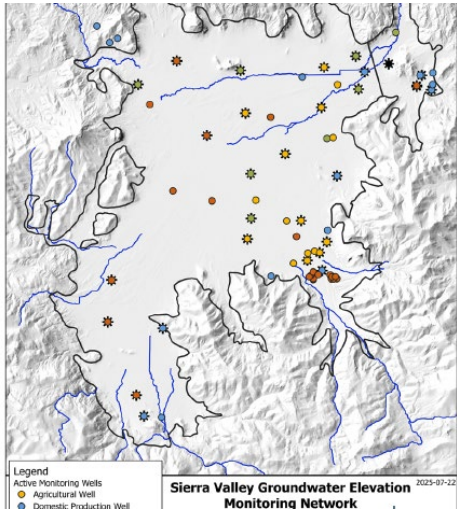 Legend
Active Monitoring Wells
Agricultural Well
Domestic Production Well
Sierra Valley Groundwater Elevation
Monitoring Network
2025-07-22